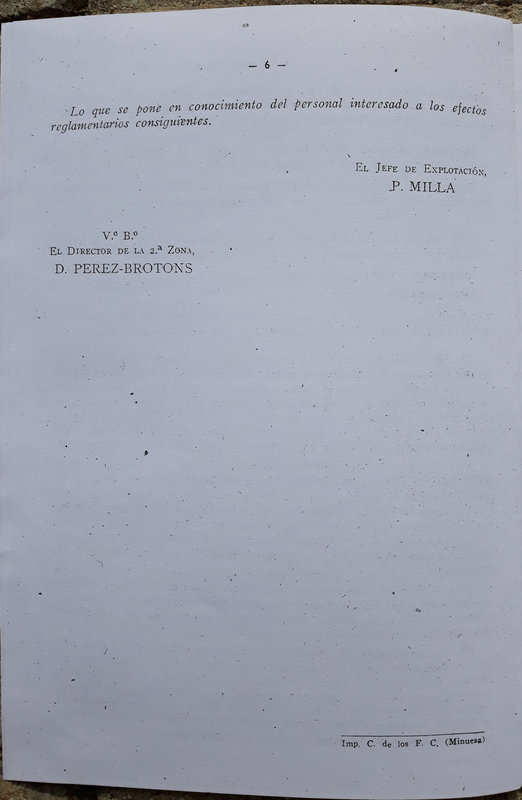 — 6 —
Lo que se pone en conocimiento del personal interesado a los efectos
reglamentarios consiguientes.
El Jefe de Explotación,
P. MILLA
V.º B.º
El Director de la 2.ª Zona,
D. PEREZ-BROTONS
Imp. C. de los F. C. (Minuesa)